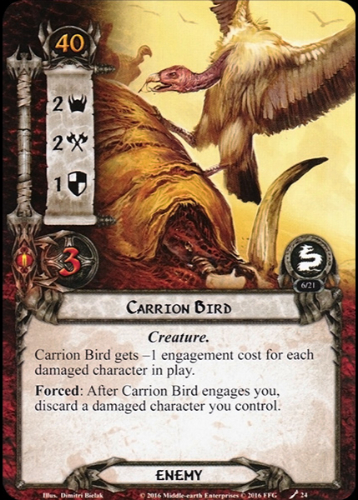 40
2
2
1
3
6/21
CARRION BIRD
Creature.
Carrion Bird gets –1 engagement cost for each
damaged character in play.
Forced: After Carrion Bird engages you,
discard a damaged character you control.
ENEMY
Illus. Dimitri Bielak © 2016 Middle-earth Enterprises © 2016 FFG 24